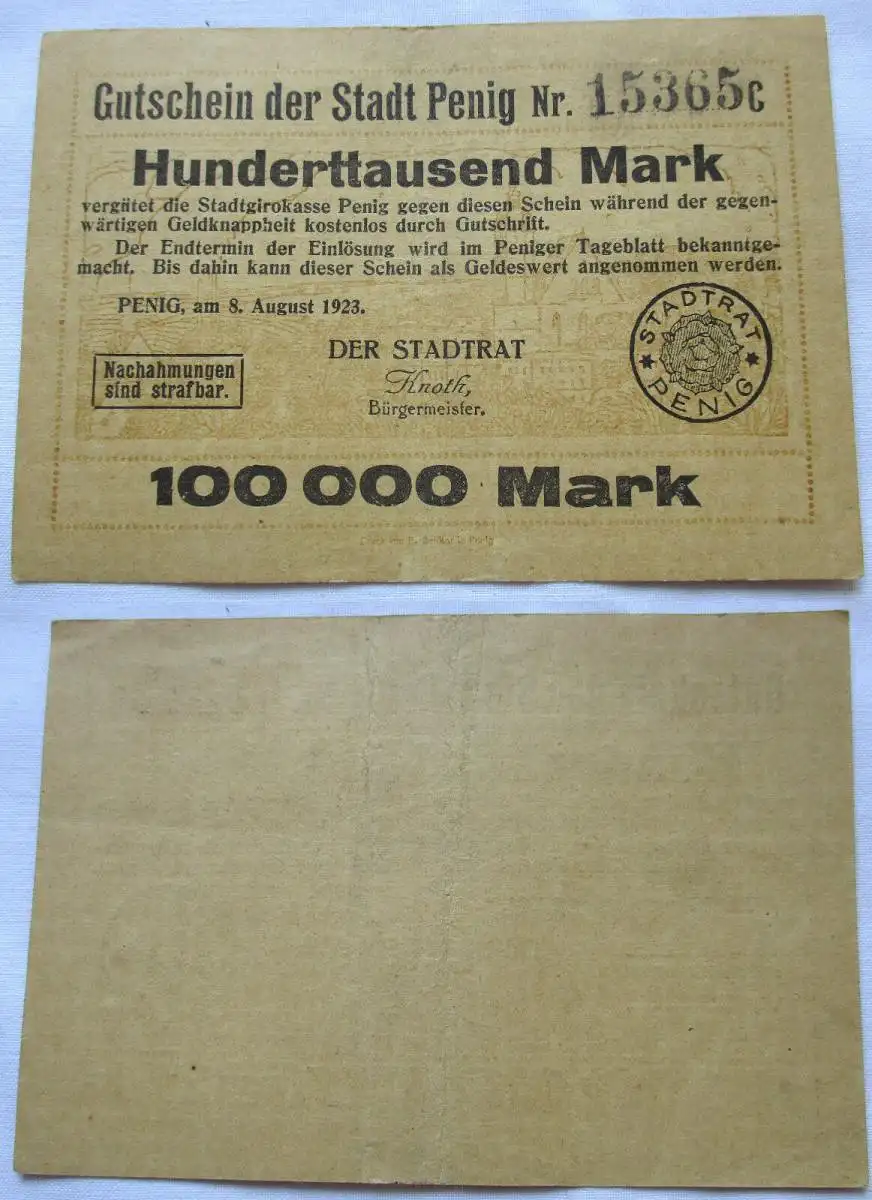 Gutschein der Stadt Penig Nr. 15365c
Hunderttausend Mark
vergütet die Stadtgirokasse Penig gegen diesen Schein während der gegen-
wärtigen Geldknappheit kostenlos durch Gutschrift.
Der Endtermin der Einlösung wird im Peniger Tageblatt bekanntge-
macht. Bis dahin kann dieser Schein als Geldeswert angenommen werden.
PENIG, am 8. August 1923.
DER STADTRAT
Knoth,
Bürgermeister.
Nachahmungen
sind strafbar.
STADTRAT
PENIG
100 000 Mark
in Penig